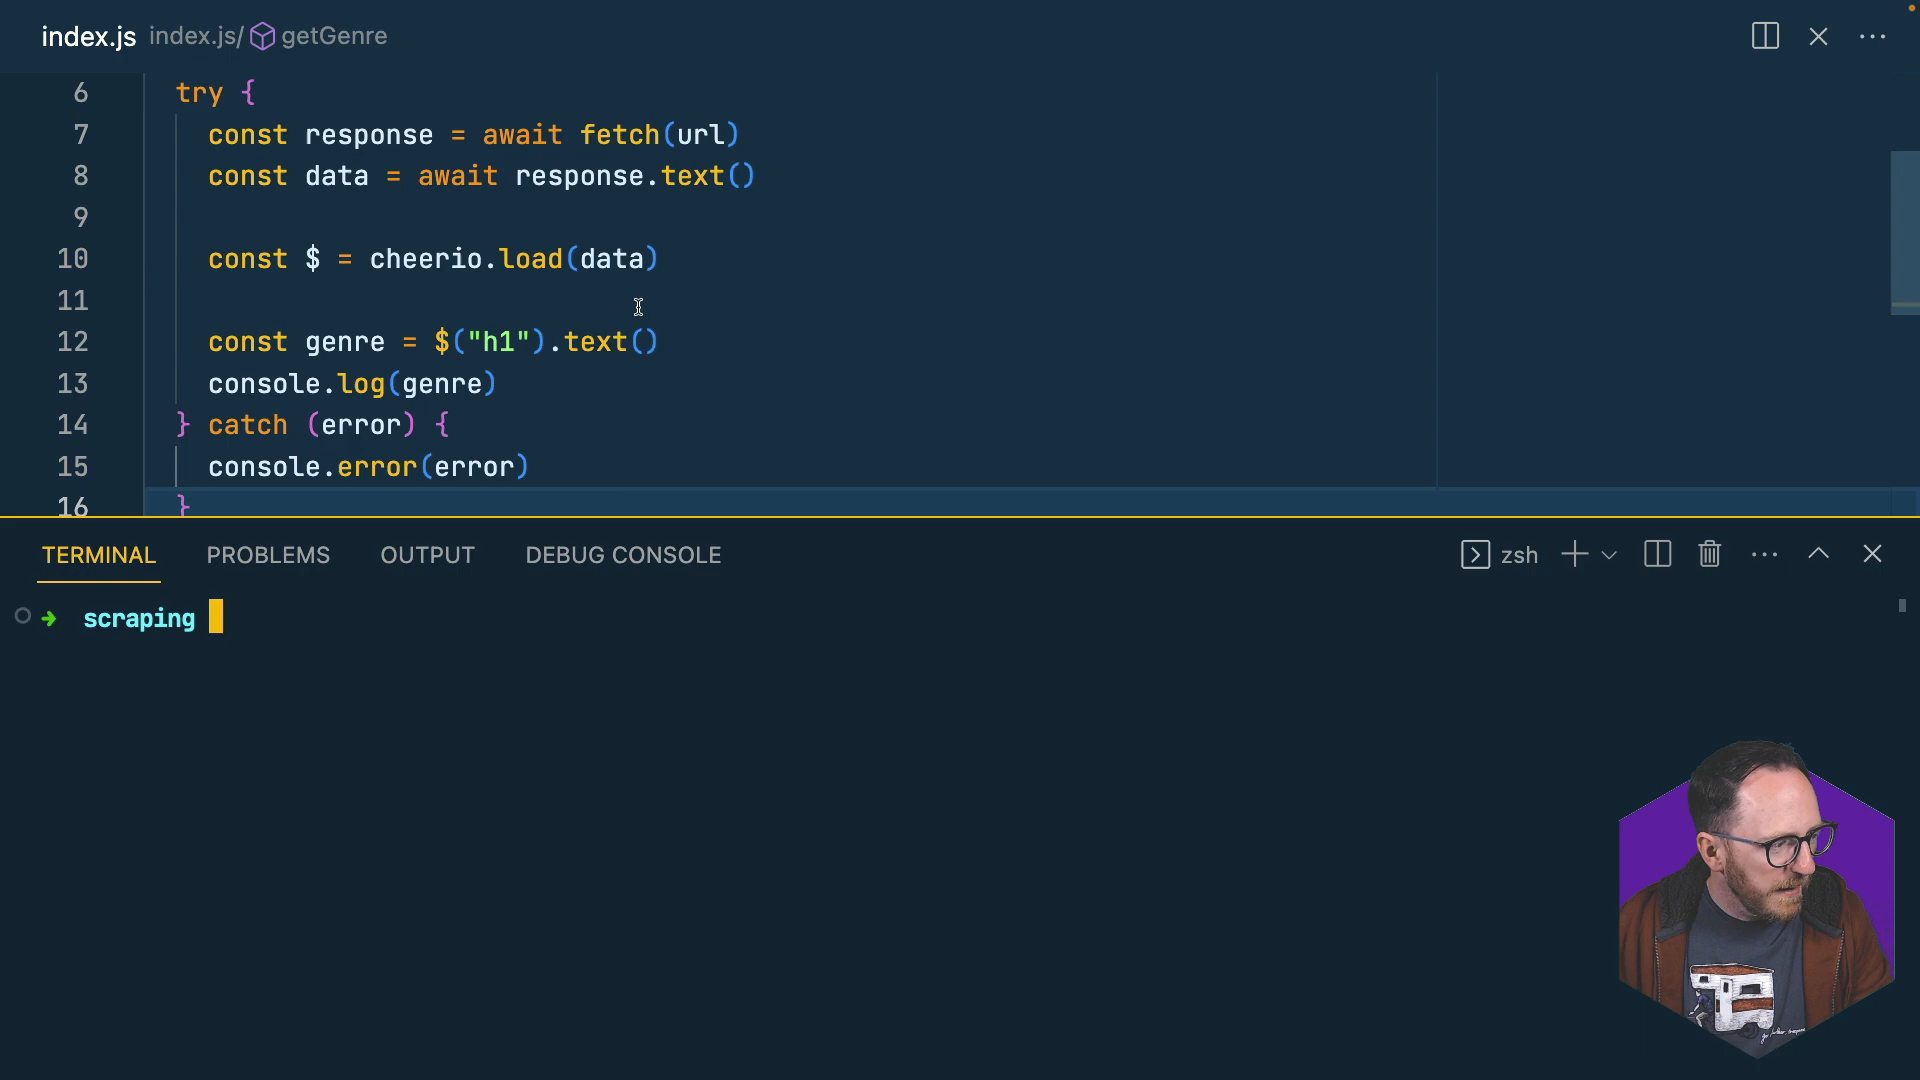 index.js index.js/ getGenre
6 try {
7 const response = await fetch(url)
8 const data = await response.text()
9
10 const $ = cheerio.load(data)
11
12 const genre = $("h1").text()
13 console.log(genre)
14 } catch (error) {
15 console.error(error)
16 }
TERMINAL PROBLEMS OUTPUT DEBUG CONSOLE zsh
➜ scraping